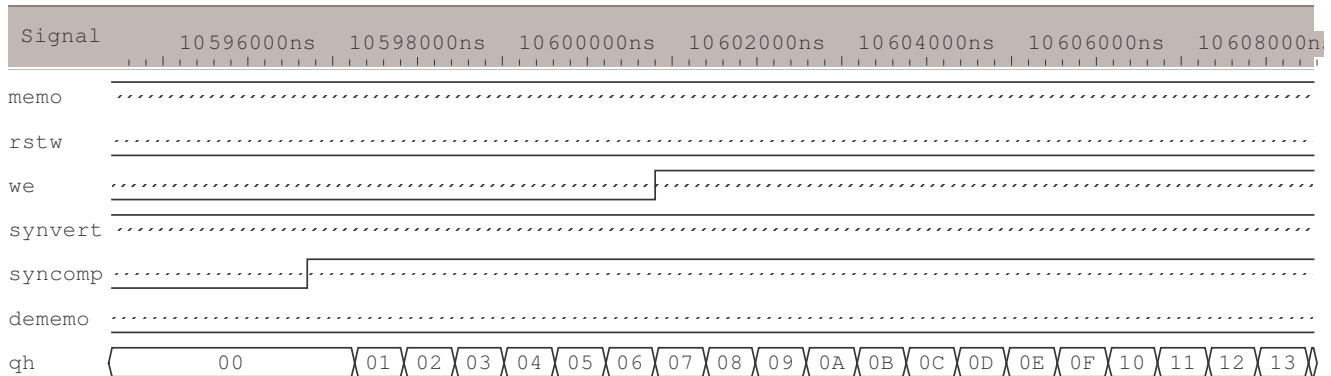 Signal 10596000ns 10598000ns 10600000ns 10602000ns 10604000ns 10606000ns 10608000ns
memo
rstw
we
synvert
syncomp
dememo
qh 00 01 02 03 04 05 06 07 08 09 0A 0B 0C 0D 0E 0F 10 11 12 13